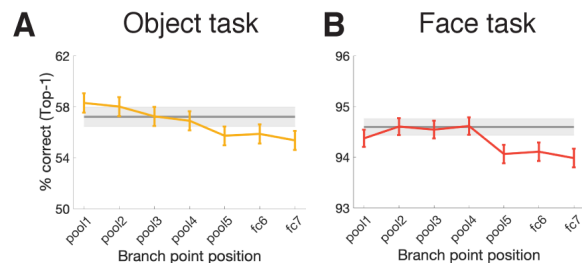 A Object task
% correct (Top-1)
62
58
54
50
pool1 pool2 pool3 pool4 pool5 fc6 fc7
Branch point position
B Face task
96
95
94
93
pool1 pool2 pool3 pool4 pool5 fc6 fc7
Branch point position